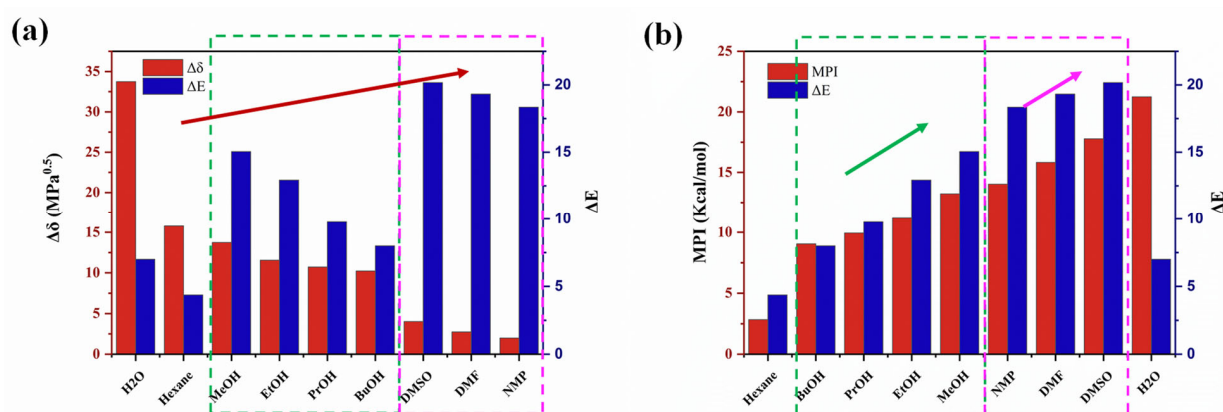 (a)
Δδ
ΔE
Δδ (MPa0.5)
35
30
25
20
15
10
5
0
20
15
10
5
0
ΔE
H2O
Hexane
MeOH
EtOH
PrOH
BuOH
DMSO
DMF
NMP
(b)
MPI
ΔE
MPI (Kcal/mol)
25
20
15
10
5
0
20
15
10
5
0
ΔE
Hexane
BuOH
PrOH
EtOH
MeOH
NMP
DMF
DMSO
H2O